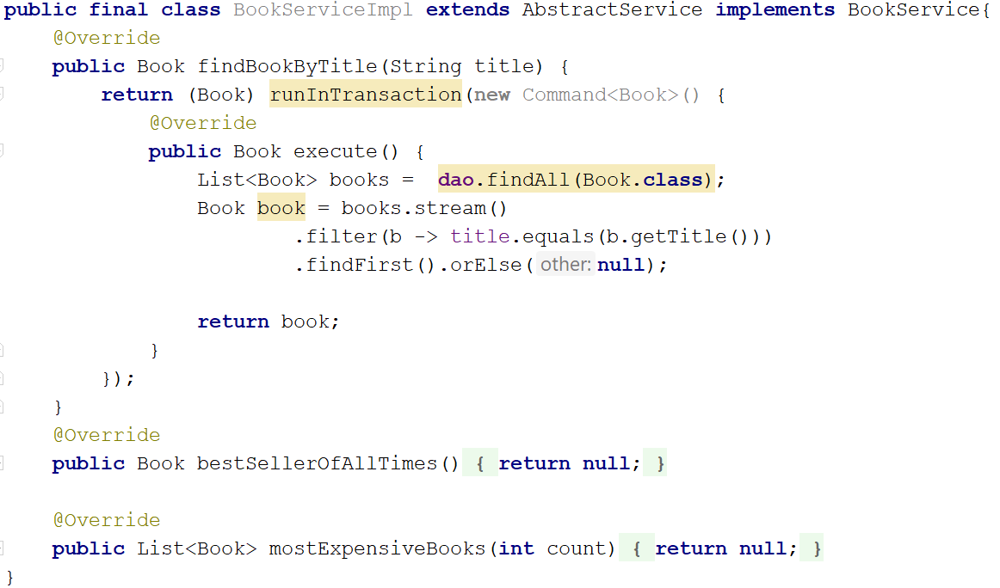 public final class BookServiceImpl extends AbstractService implements BookService{
    @Override
    public Book findBookByTitle(String title) {
        return (Book) runInTransaction(new Command<Book>() {
            @Override
            public Book execute() {
                List<Book> books =  dao.findAll(Book.class);
                Book book = books.stream()
                        .filter(b -> title.equals(b.getTitle()))
                        .findFirst().orElse( other: null);

                return book;
            }
        });
    }
    @Override
    public Book bestSellerOfAllTimes() { return null; }

    @Override
    public List<Book> mostExpensiveBooks(int count) { return null; }
}